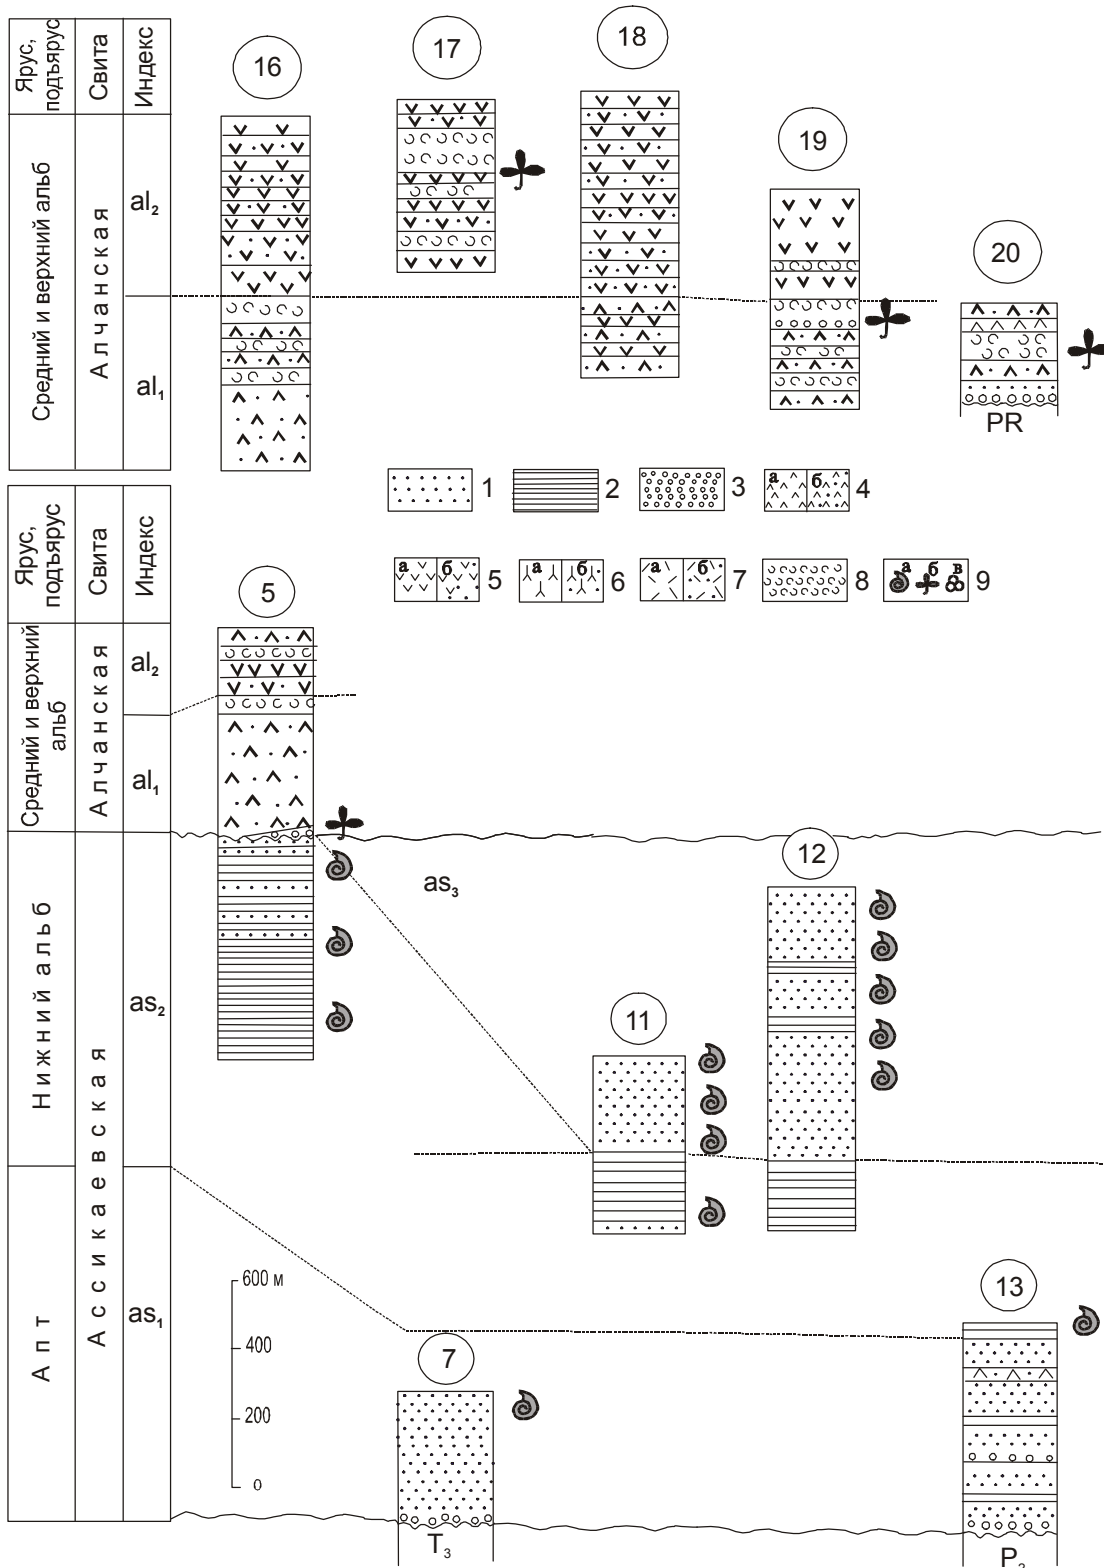 Ярус, подъярус
Свита
Индекс
16
17
18
19
20
Средний и верхний альб
Алчанская
al₂
al₁
PR
1
2
3
а б 4
а б 5
а б 6
а б 7
8
а б в 9
Ярус, подъярус
Свита
Индекс
5
Средний и верхний альб
Алчанская
al₂
al₁
12
as₃
Нижний альб
Ассикаевская
as₂
11
Апт
as₁
600 м
400
200
0
13
7
T₃
P₂